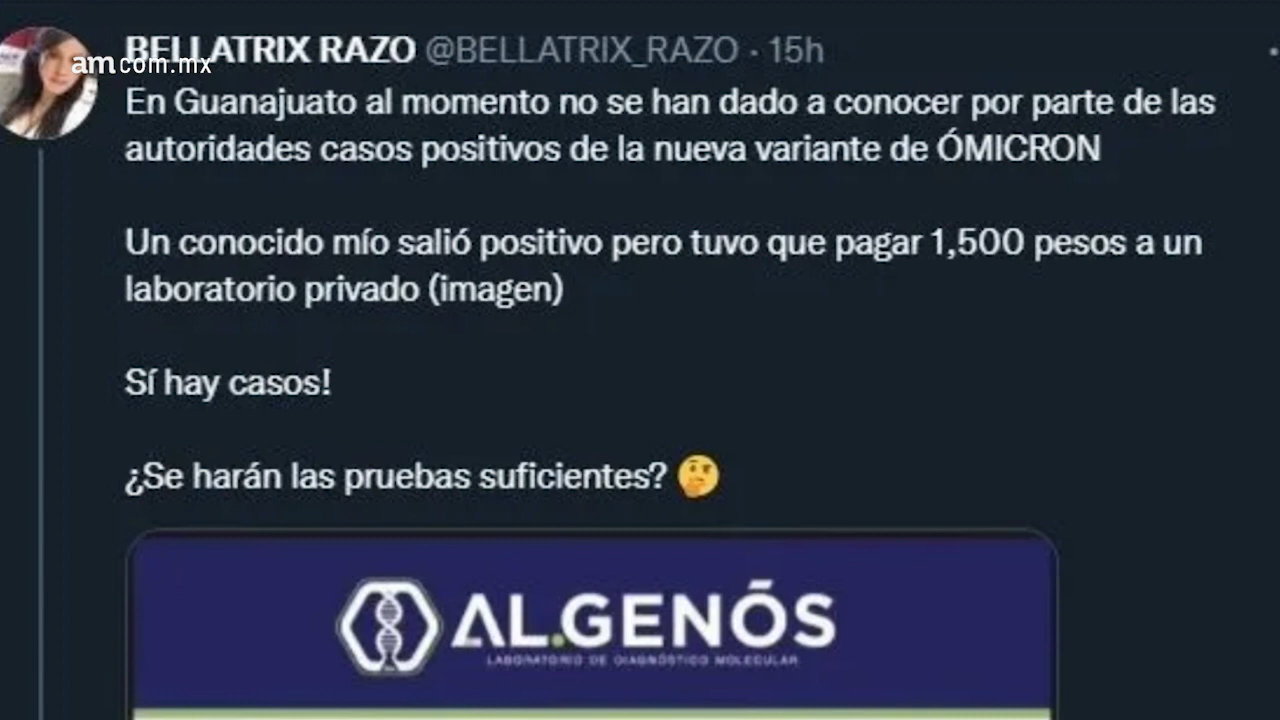 BELLATRIX RAZO @BELLATRIX_RAZO · 15h
am.com.mx
En Guanajuato al momento no se han dado a conocer por parte de las
autoridades casos positivos de la nueva variante de ÓMICRON
Un conocido mío salió positivo pero tuvo que pagar 1,500 pesos a un
laboratorio privado (imagen)
Sí hay casos!
¿Se harán las pruebas suficientes? 🤔
AL.GENŌS
LABORATORIO DE DIAGNÓSTICO MOLECULAR